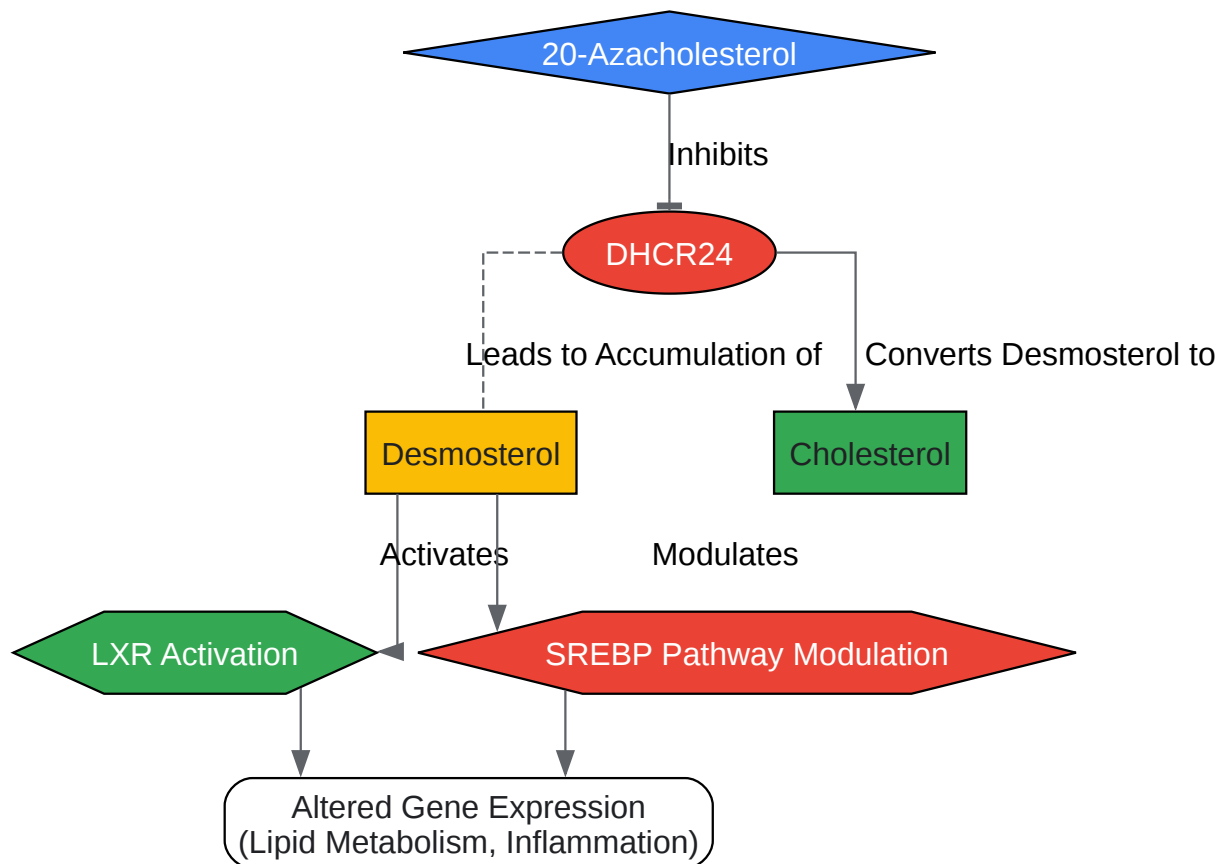 20-Azacholesterol
Inhibits
DHCR24
Leads to Accumulation of
Converts Desmosterol to
Desmosterol
Cholesterol
Activates
Modulates
LXR Activation
SREBP Pathway Modulation
Altered Gene Expression
(Lipid Metabolism, Inflammation)